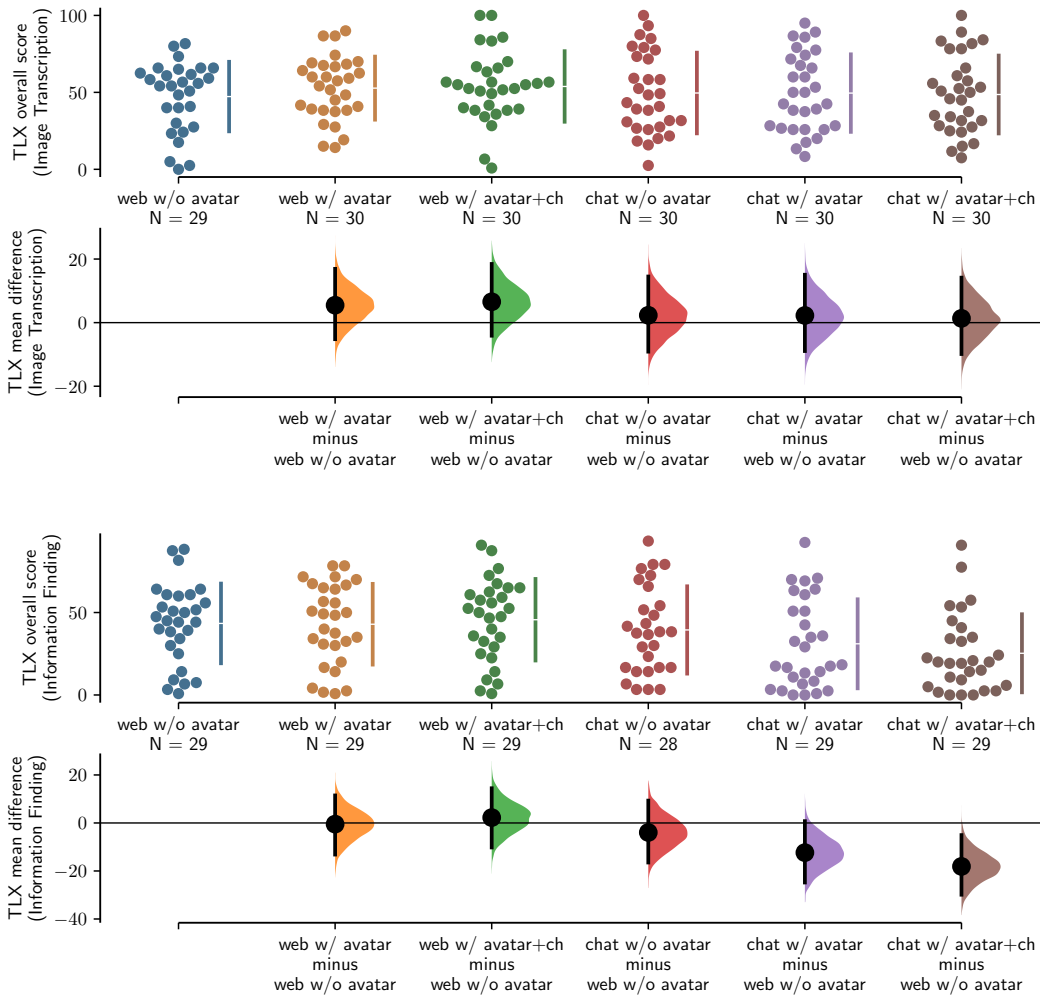 TLX overall score
(Image Transcription)
100
50
0
web w/o avatar
N = 29
web w/ avatar
N = 30
web w/ avatar+ch
N = 30
chat w/o avatar
N = 30
chat w/ avatar
N = 30
chat w/ avatar+ch
N = 30
TLX mean difference
(Image Transcription)
20
0
−20
web w/ avatar
minus
web w/o avatar
web w/ avatar+ch
minus
web w/o avatar
chat w/o avatar
minus
web w/o avatar
chat w/ avatar
minus
web w/o avatar
chat w/ avatar+ch
minus
web w/o avatar
TLX overall score
(Information Finding)
50
0
web w/o avatar
N = 29
web w/ avatar
N = 29
web w/ avatar+ch
N = 29
chat w/o avatar
N = 28
chat w/ avatar
N = 29
chat w/ avatar+ch
N = 29
TLX mean difference
(Information Finding)
20
0
−20
−40
web w/ avatar
minus
web w/o avatar
web w/ avatar+ch
minus
web w/o avatar
chat w/o avatar
minus
web w/o avatar
chat w/ avatar
minus
web w/o avatar
chat w/ avatar+ch
minus
web w/o avatar